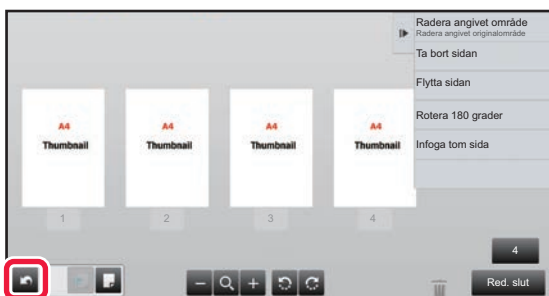 Radera angivet område
Radera angivet originalområde
Ta bort sidan
Flytta sidan
Rotera 180 grader
Infoga tom sida
A4
Thumbnail
A4
Thumbnail
A4
Thumbnail
A4
Thumbnail
1
2
3
4
4
Red. slut